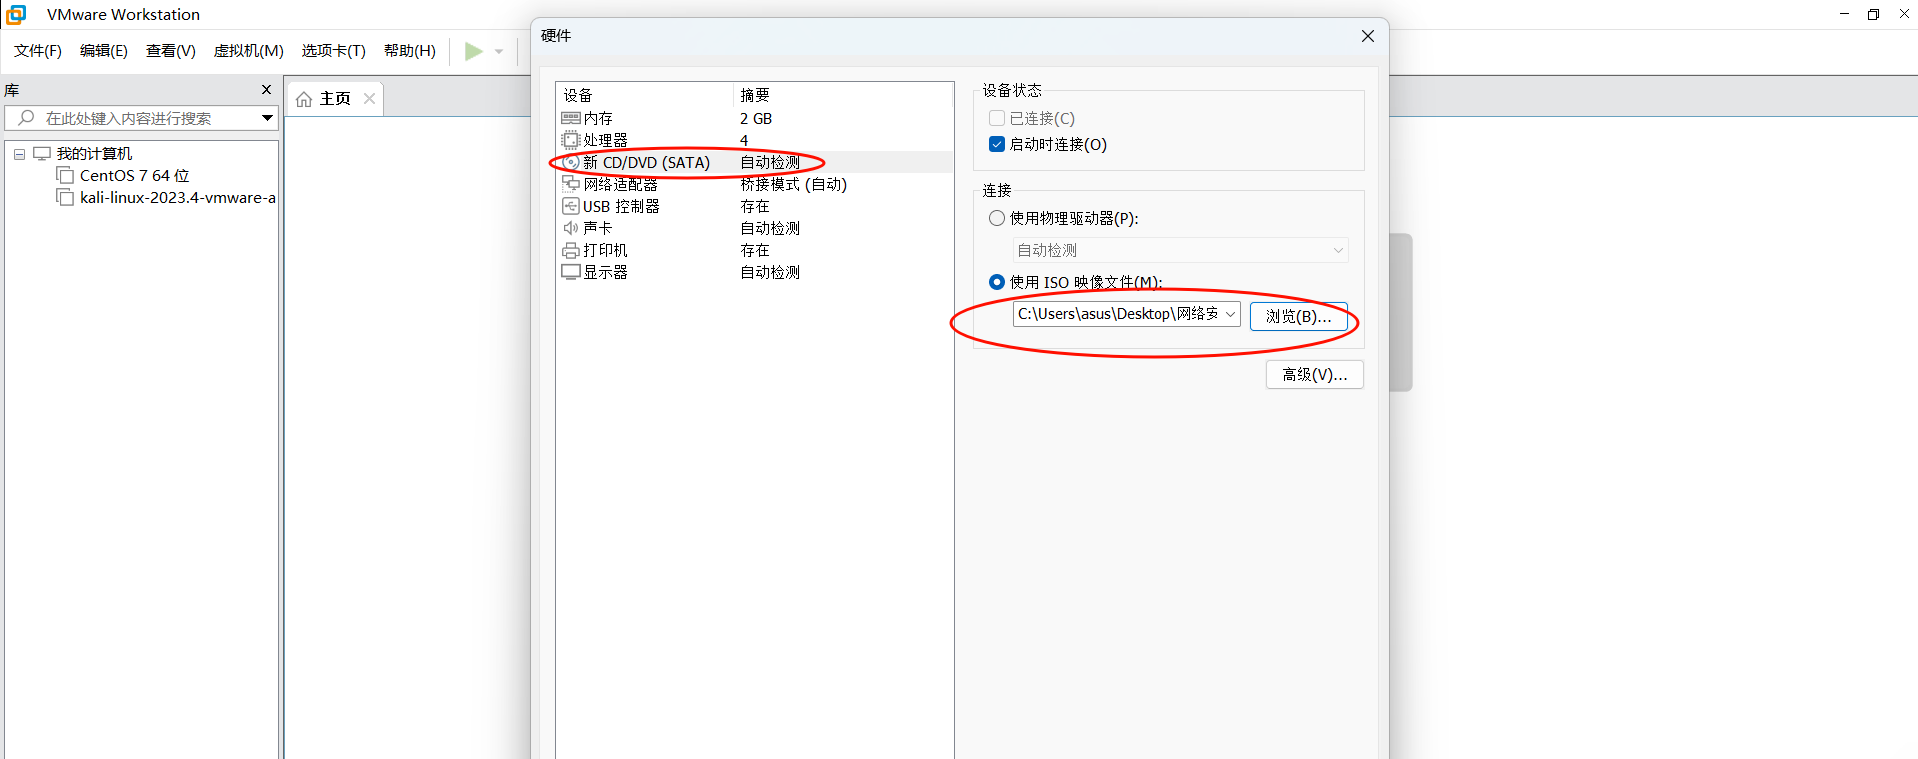 VMware Workstation
文件(F) 编辑(E) 查看(V) 虚拟机(M) 选项卡(T) 帮助(H)
库
在此处键入内容进行搜索
我的计算机
CentOS 7 64 位
kali-linux-2023.4-vmware-a
主页
硬件
设备 摘要
内存 2 GB
处理器 4
新 CD/DVD (SATA) 自动检测
网络适配器 桥接模式 (自动)
USB 控制器 存在
声卡 自动检测
打印机 存在
显示器 自动检测
设备状态
已连接(C)
启动时连接(O)
连接
使用物理驱动器(P):
自动检测
使用 ISO 映像文件(M):
C:\Users\asus\Desktop\网络安 浏览(B)...
高级(V)...